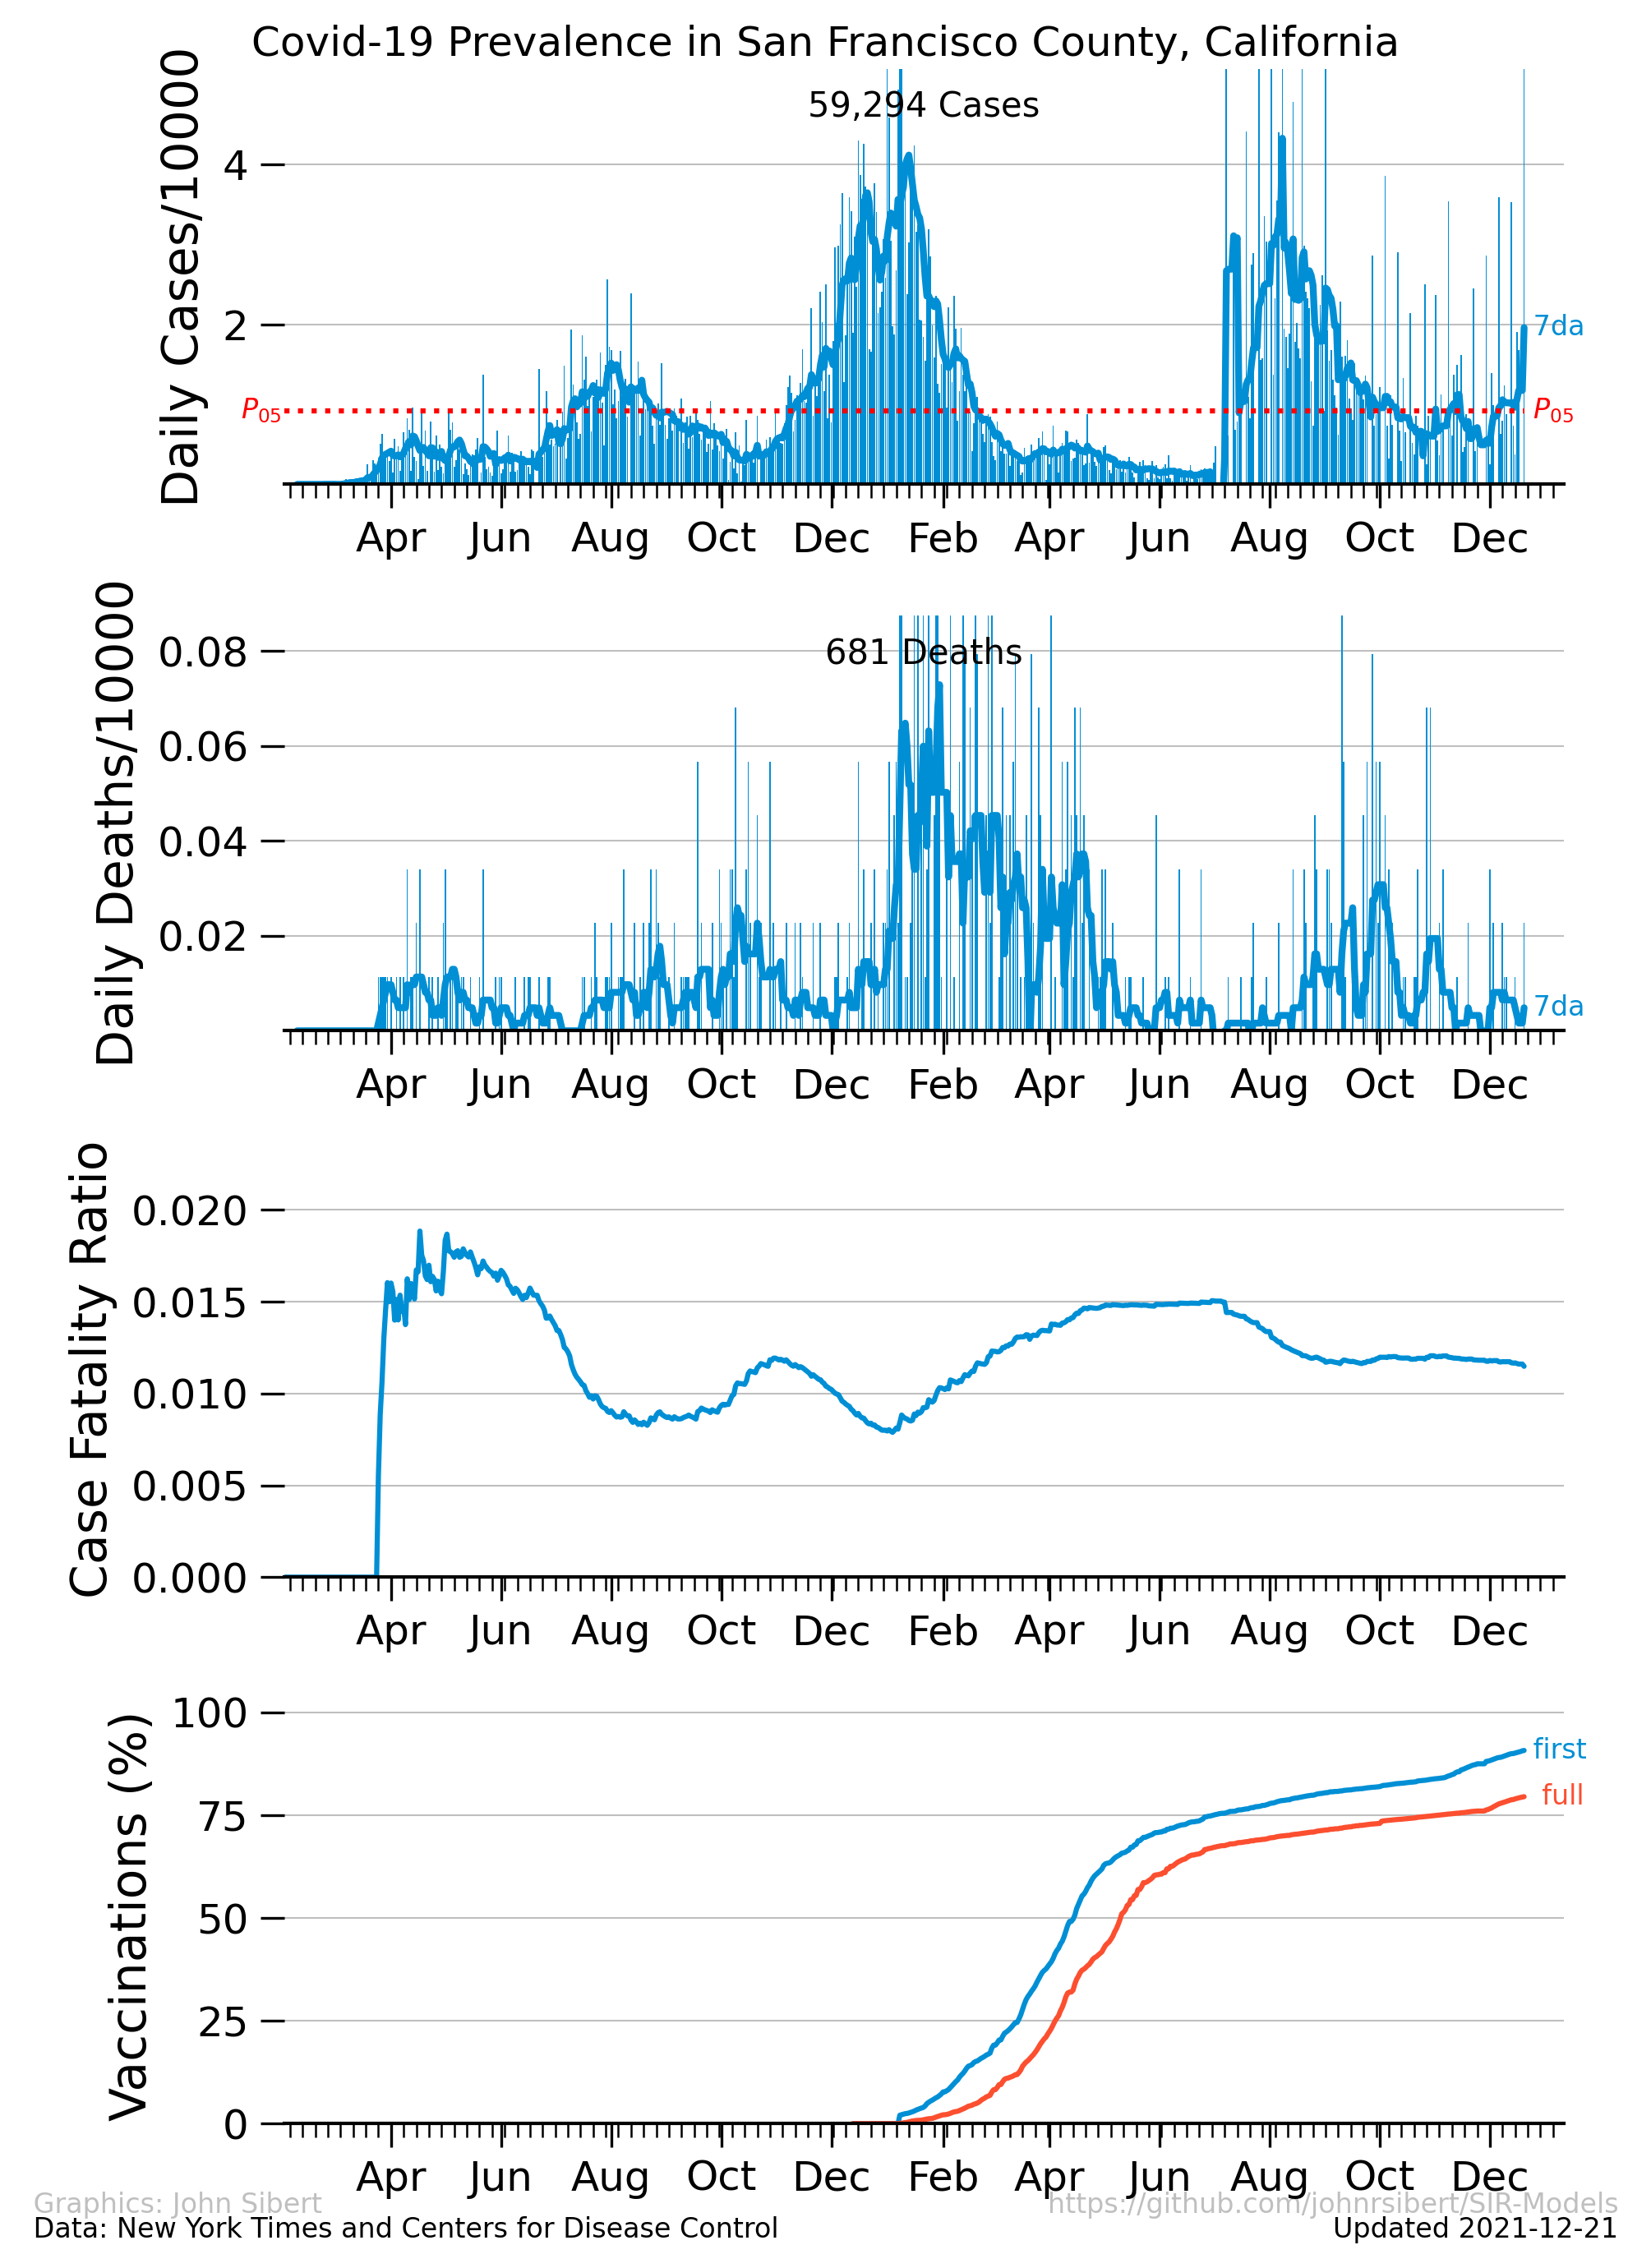 Covid-19 Prevalence in San Francisco County, California
59,294 Cases
Daily Cases/10000
4
2
P05
P05
7da
Apr Jun Aug Oct Dec Feb Apr Jun Aug Oct Dec
681 Deaths
Daily Deaths/10000
0.08
0.06
0.04
0.02
7da
Apr Jun Aug Oct Dec Feb Apr Jun Aug Oct Dec
Case Fatality Ratio
0.020
0.015
0.010
0.005
0.000
Apr Jun Aug Oct Dec Feb Apr Jun Aug Oct Dec
Vaccinations (%)
100
75
50
25
0
first
full
Apr Jun Aug Oct Dec Feb Apr Jun Aug Oct Dec
Graphics: John Sibert https://github.com/johnrsibert/SIR-Models
Data: New York Times and Centers for Disease Control Updated 2021-12-21